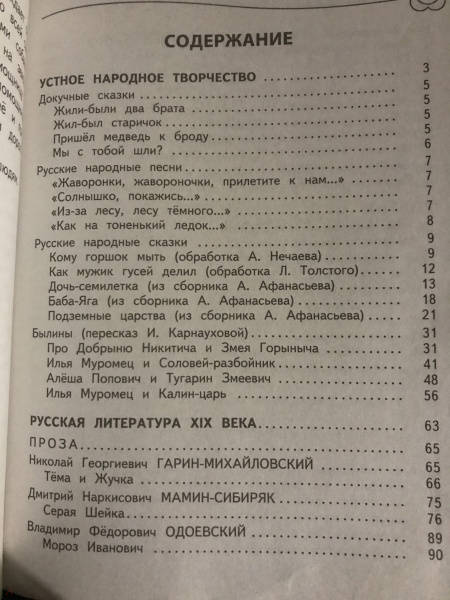 СОДЕРЖАНИЕ
УСТНОЕ НАРОДНОЕ ТВОРЧЕСТВО 3
Докучные сказки 5
Жили-были два брата 5
Жил-был старичок 5
Пришёл медведь к броду 5
Мы с тобой шли? 6
Русские народные песни 7
«Жаворонки, жавороночки, прилетите к нам...» 7
«Солнышко, покажись...» 7
«Из-за лесу, лесу тёмного...» 7
«Как на тоненький ледок...» 8
Русские народные сказки 9
Кому горшок мыть (обработка А. Нечаева) 9
Как мужик гусей делил (обработка Л. Толстого) 12
Дочь-семилетка (из сборника А. Афанасьева) 13
Баба-Яга (из сборника А. Афанасьева) 18
Подземные царства (из сборника А. Афанасьева) 21
Былины (пересказ И. Карнауховой) 31
Про Добрыню Никитича и Змея Горыныча 31
Илья Муромец и Соловей-разбойник 41
Алёша Попович и Тугарин Змеевич 48
Илья Муромец и Калин-царь 56
РУССКАЯ ЛИТЕРАТУРА XIX ВЕКА 63
ПРОЗА 65
Николай Георгиевич ГАРИН-МИХАЙЛОВСКИЙ 65
Тёма и Жучка 66
Дмитрий Наркисович МАМИН-СИБИРЯК 75
Серая Шейка 76
Владимир Фёдорович ОДОЕВСКИЙ 89
Мороз Иванович 90